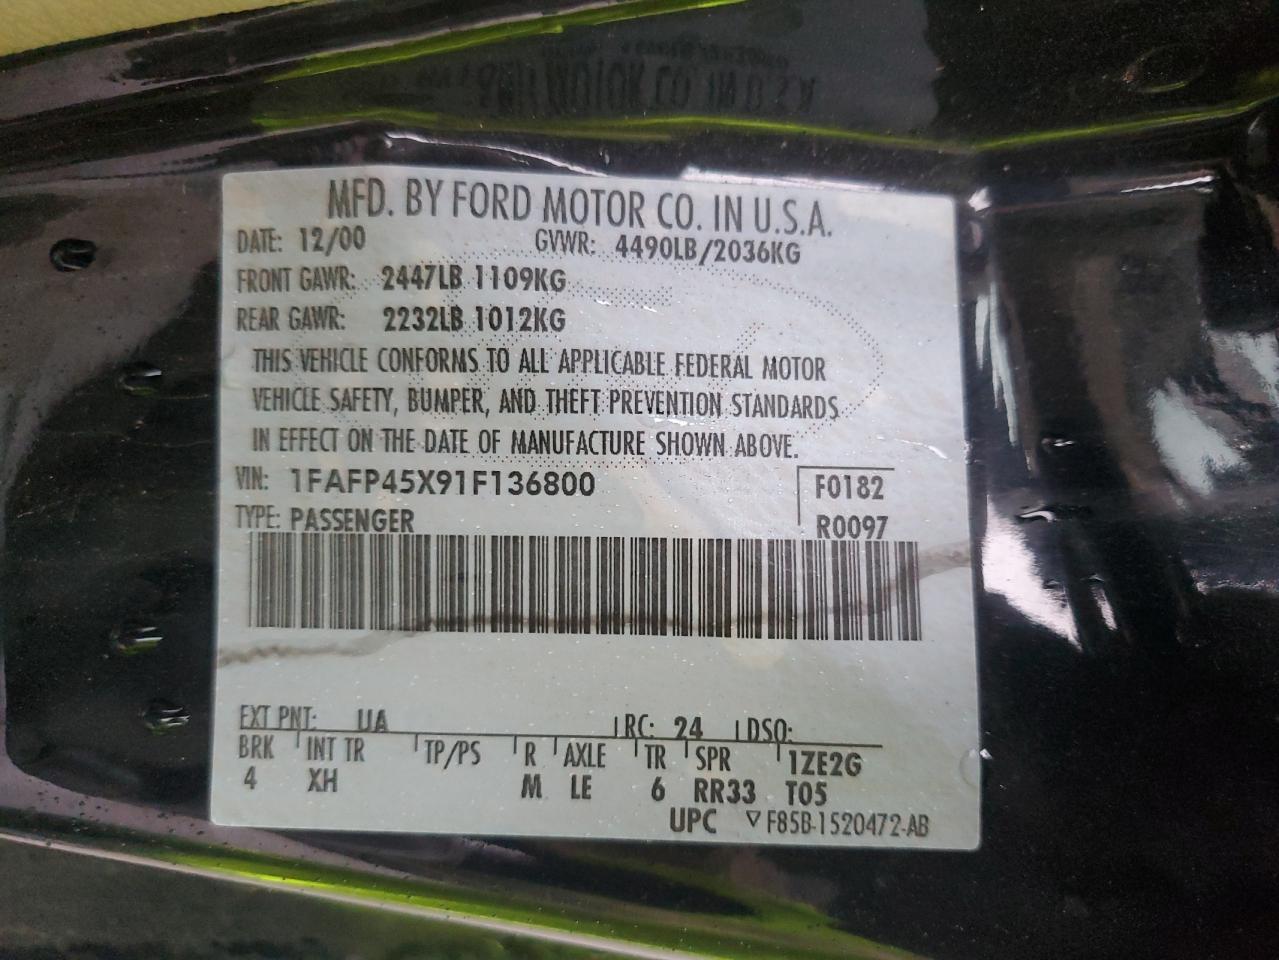 MFD. BY FORD MOTOR CO. IN U.S.A.
DATE: 12/00 GVWR: 4490LB/2036KG
FRONT GAWR: 2447LB 1109KG
REAR GAWR: 2232LB 1012KG
THIS VEHICLE CONFORMS TO ALL APPLICABLE FEDERAL MOTOR
VEHICLE SAFETY, BUMPER, AND THEFT PREVENTION STANDARDS
IN EFFECT ON THE DATE OF MANUFACTURE SHOWN ABOVE.
VIN: 1FAFP45X91F136800 F0182
TYPE: PASSENGER R0097
EXT PNT: UA RC: 24 DSO:
BRK INT TR TP/PS R AXLE TR SPR 1ZE2G
4 XH M LE 6 RR33 T05
UPC ▽F85B-1520472-AB